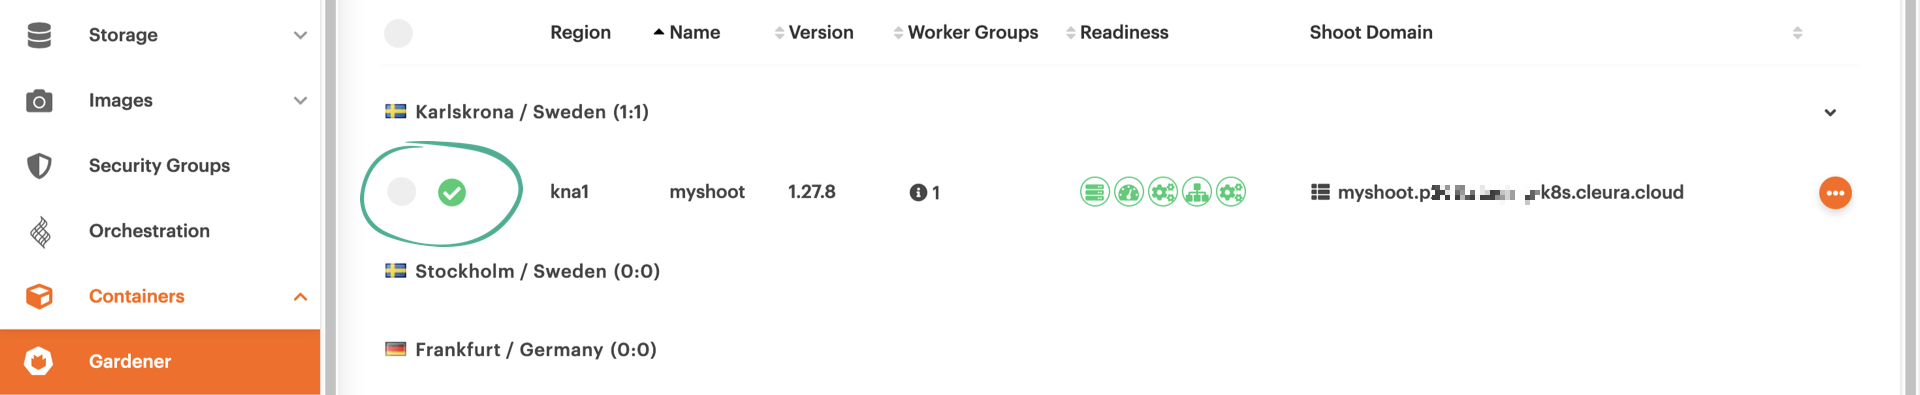 Storage
Images
Security Groups
Orchestration
Containers
Gardener
Region Name Version Worker Groups Readiness Shoot Domain
Karlskrona / Sweden (1:1)
kna1 myshoot 1.27.8 1 myshoot.p -k8s.cleura.cloud
Stockholm / Sweden (0:0)
Frankfurt / Germany (0:0)